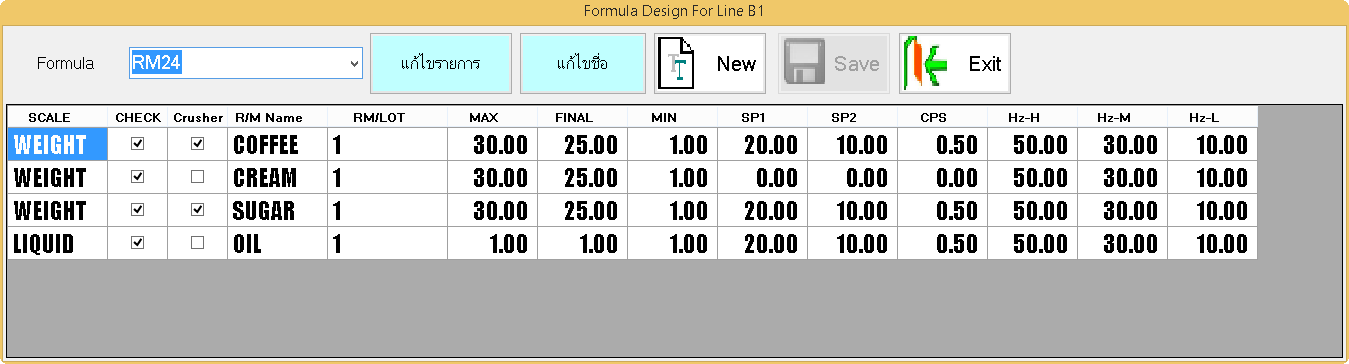 Formula Design For Line B1
Formula RM24 แก้ไขรายการ แก้ไขชื่อ New Save Exit
SCALE CHECK Crusher R/M Name RM/LOT MAX FINAL MIN SP1 SP2 CPS Hz-H Hz-M Hz-L
WEIGHT COFFEE 1 30.00 25.00 1.00 20.00 10.00 0.50 50.00 30.00 10.00
WEIGHT CREAM 1 30.00 25.00 1.00 0.00 0.00 0.00 50.00 30.00 10.00
WEIGHT SUGAR 1 30.00 25.00 1.00 20.00 10.00 0.50 50.00 30.00 10.00
LIQUID OIL 1 1.00 1.00 1.00 20.00 10.00 0.50 50.00 30.00 10.00